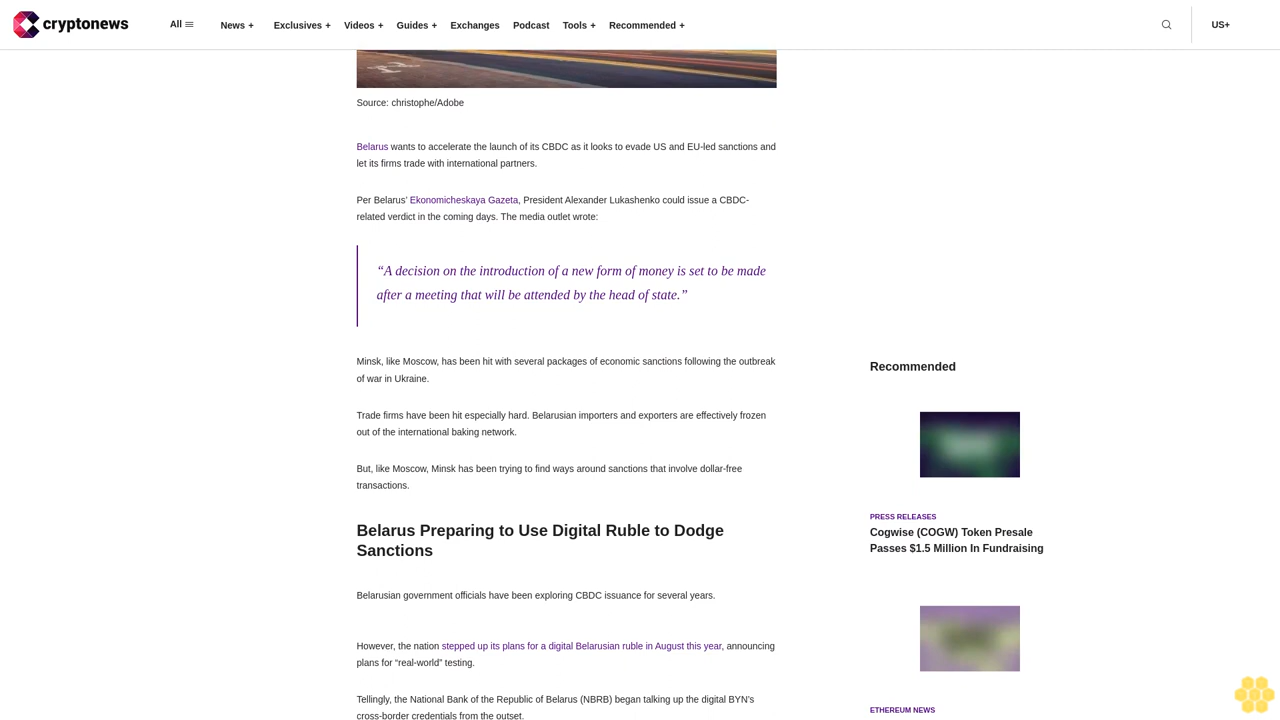 cryptonews
All
News +
Exclusives +
Videos +
Guides +
Exchanges
Podcast
Tools +
Recommended +
US+
Source: christophe/Adobe
Belarus wants to accelerate the launch of its CBDC as it looks to evade US and EU-led sanctions and
let its firms trade with international partners.
Per Belarus' Ekonomicheskaya Gazeta, President Alexander Lukashenko could issue a CBDC-
related verdict in the coming days. The media outlet wrote:
“A decision on the introduction of a new form of money is set to be made
after a meeting that will be attended by the head of state.”
Minsk, like Moscow, has been hit with several packages of economic sanctions following the outbreak
of war in Ukraine.
Trade firms have been hit especially hard. Belarusian importers and exporters are effectively frozen
out of the international baking network.
But, like Moscow, Minsk has been trying to find ways around sanctions that involve dollar-free
transactions.
Belarus Preparing to Use Digital Ruble to Dodge
Sanctions
Belarusian government officials have been exploring CBDC issuance for several years.
However, the nation stepped up its plans for a digital Belarusian ruble in August this year, announcing
plans for “real-world” testing.
Tellingly, the National Bank of the Republic of Belarus (NBRB) began talking up the digital BYN's
cross-border credentials from the outset.
Recommended
PRESS RELEASES
Cogwise (COGW) Token Presale
Passes $1.5 Million In Fundraising
ETHEREUM NEWS